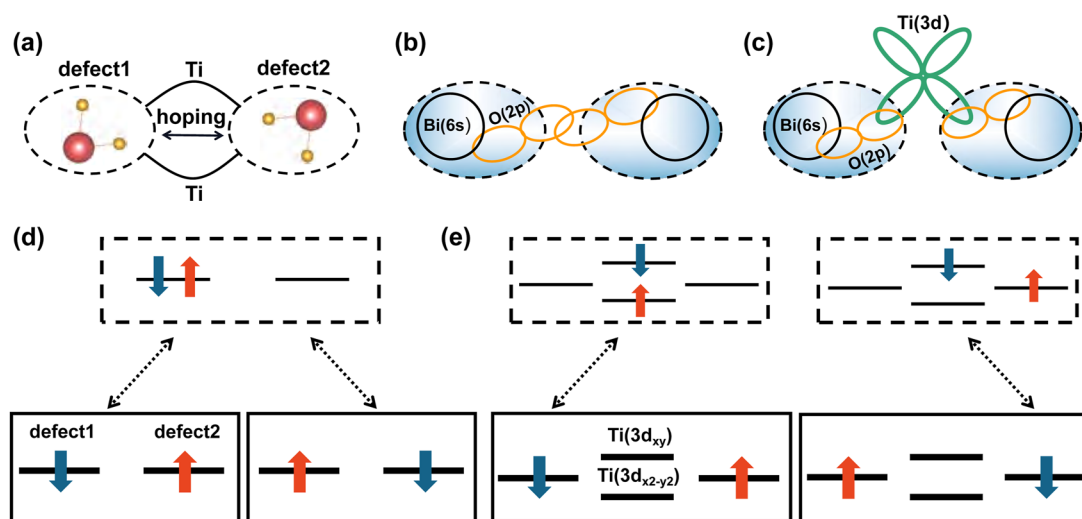 (a)
defect1
Ti
defect2
hoping
Ti
(b)
Bi(6s)
O(2p)
(c)
Ti(3d)
Bi(6s)
O(2p)
(d)
defect1
defect2
(e)
Ti(3dxy)
Ti(3dx2-y2)